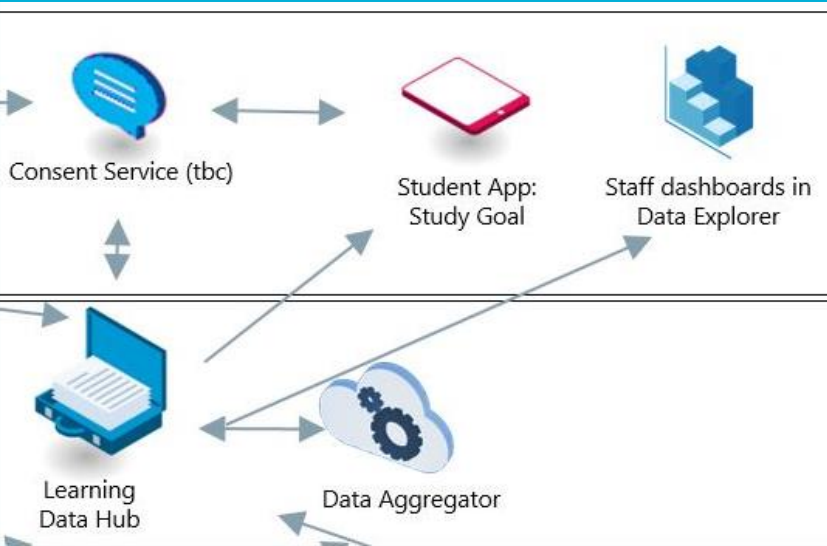 Consent Service (tbc)
Student App:
Study Goal
Staff dashboards in
Data Explorer
Learning
Data Hub
Data Aggregator